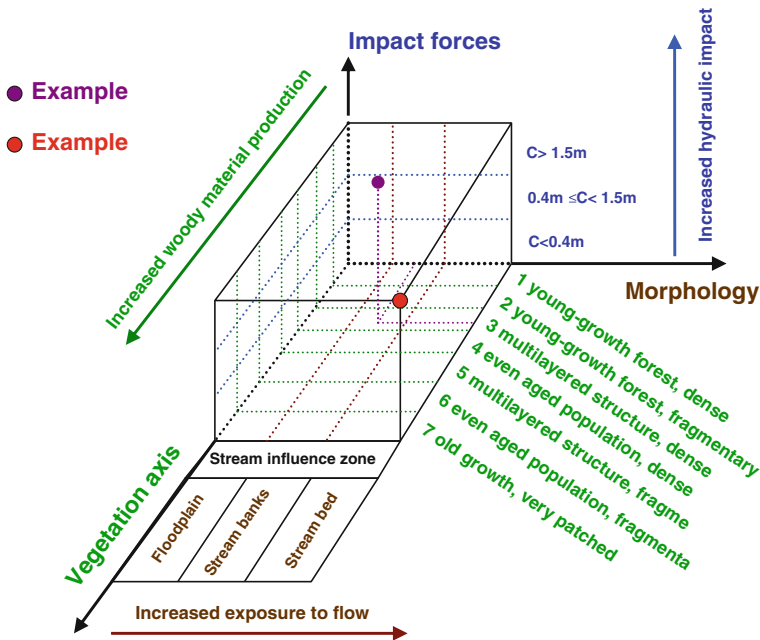 Impact forces
Increased hydraulic impact
Increased woody material production
Example
Example
C> 1.5m
0.4m ≤C< 1.5m
C<0.4m
Morphology
1 young-growth forest, dense
2 young-growth forest, fragmentary
3 multilayered structure, dense
4 even aged population, dense
5 multilayered structure, fragme
6 even aged population, fragmenta
7 old growth, very patched
Stream influence zone
Floodplain
Stream banks
Stream bed
Vegetation axis
Increased exposure to flow